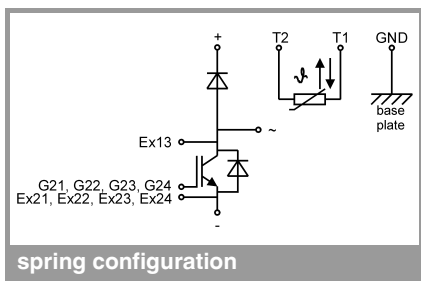 + T2 T1 GND
ϑ
base
plate
~
Ex13
G21, G22, G23, G24
Ex21, Ex22, Ex23, Ex24
-
spring configuration